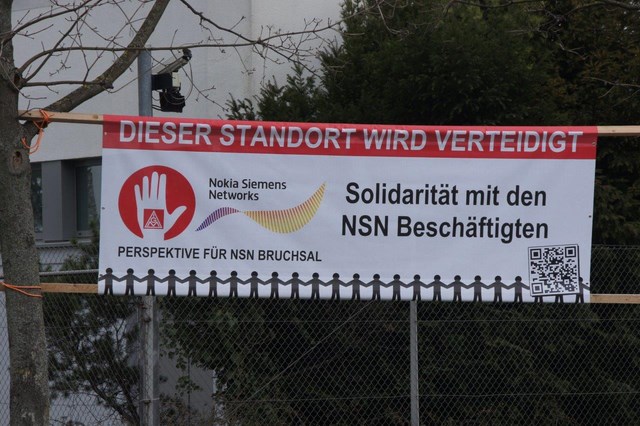 DIESER STANDORT WIRD VERTEIDIGT
Nokia Siemens
Networks
PERSPEKTIVE FÜR NSN BRUCHSAL
Solidarität mit den
NSN Beschäftigten